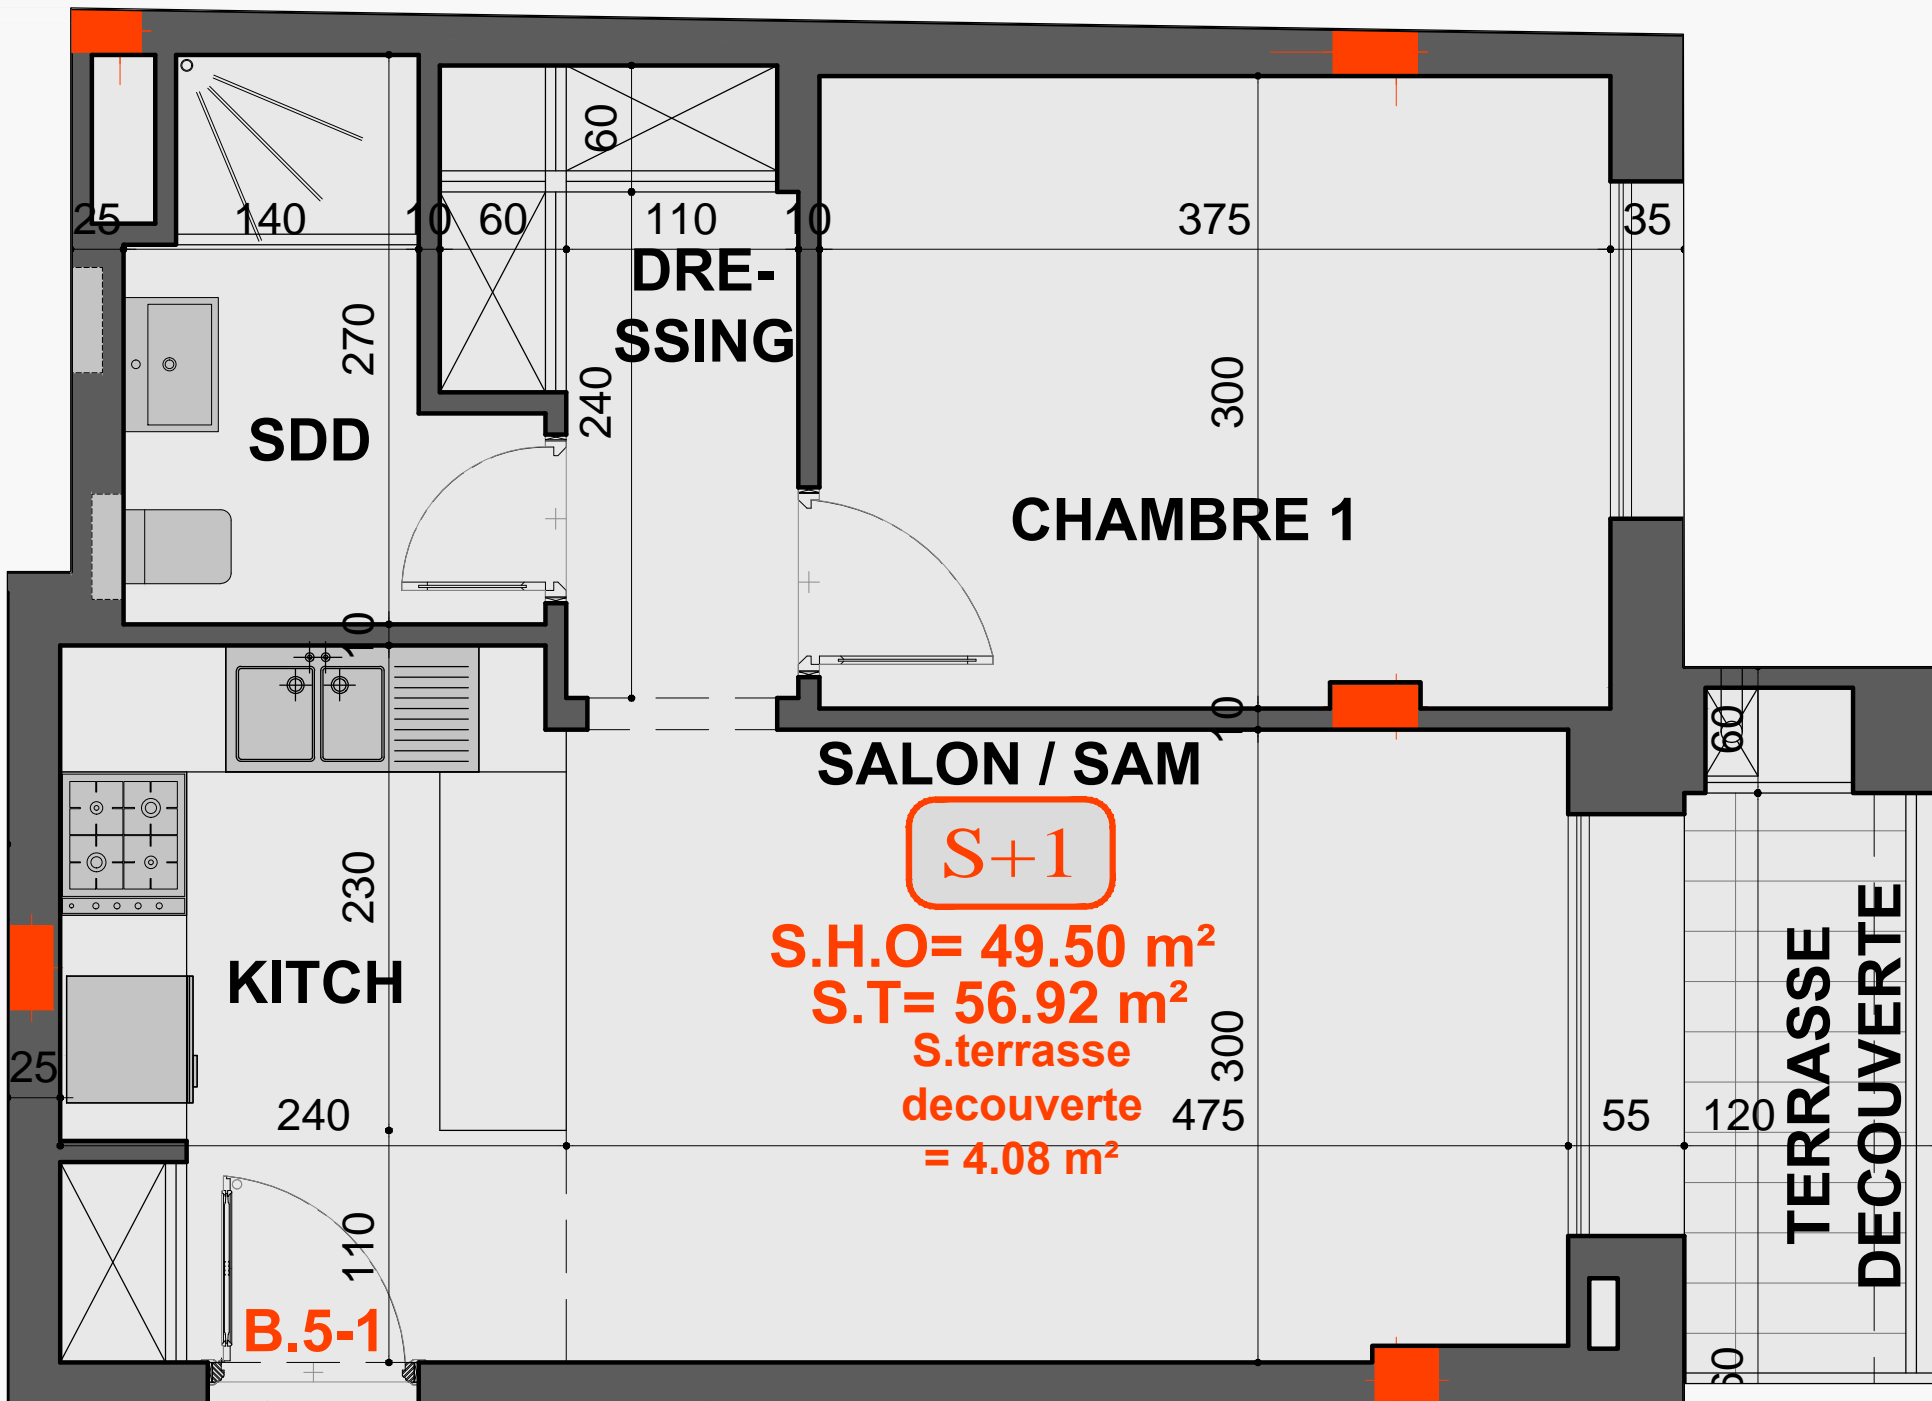 60
25
140
10
60
110
10
375
35
DRE-
SSING
270
240
300
SDD
CHAMBRE 1
10
10
60
SALON / SAM
S+1
230
S.H.O= 49.50 m²
KITCH
S.T= 56.92 m²
S.terrasse
300
25
decouverte
240
475
55
120
= 4.08 m²
TERRASSE
DECOUVERTE
110
B.5-1
60